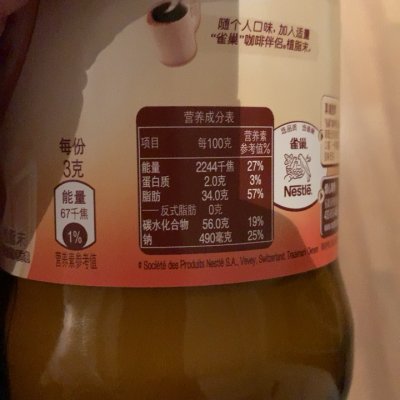 随个人口味,加入适量
“雀巢”咖啡伴侣®植脂末。
营养成分表
项目 每100克 营养素参考值%
能量 2244千焦 27%
蛋白质 2.0克 3%
脂肪 34.0克 57%
——反式脂肪 0克
碳水化合物 56.0克 19%
钠 490毫克 25%
每份
3克
能量
67千焦
1%
营养素参考值
雀巢®
Nestlé®
® Société des Produits Nestlé S.A., Vevey, Switzerland, Trademark Owners